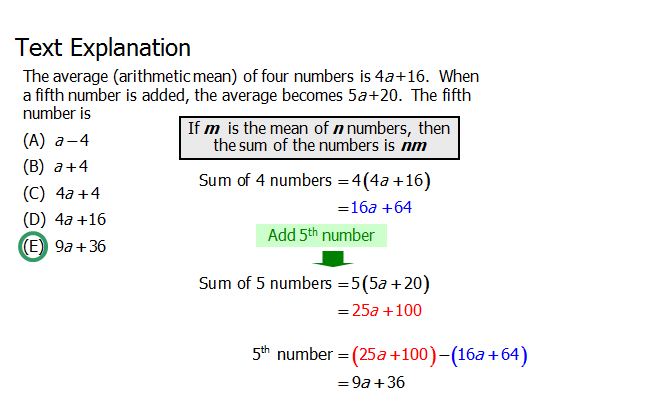 Text Explanation
The average (arithmetic mean) of four numbers is 4a+16. When
a fifth number is added, the average becomes 5a+20. The fifth
number is
(A) a−4
(B) a+4
(C) 4a+4
(D) 4a+16
(E) 9a+36
If m is the mean of n numbers, then
the sum of the numbers is nm
Sum of 4 numbers =4(4a+16)
=16a+64
Add 5th number
Sum of 5 numbers =5(5a+20)
=25a+100
5th number =(25a+100)−(16a+64)
=9a+36